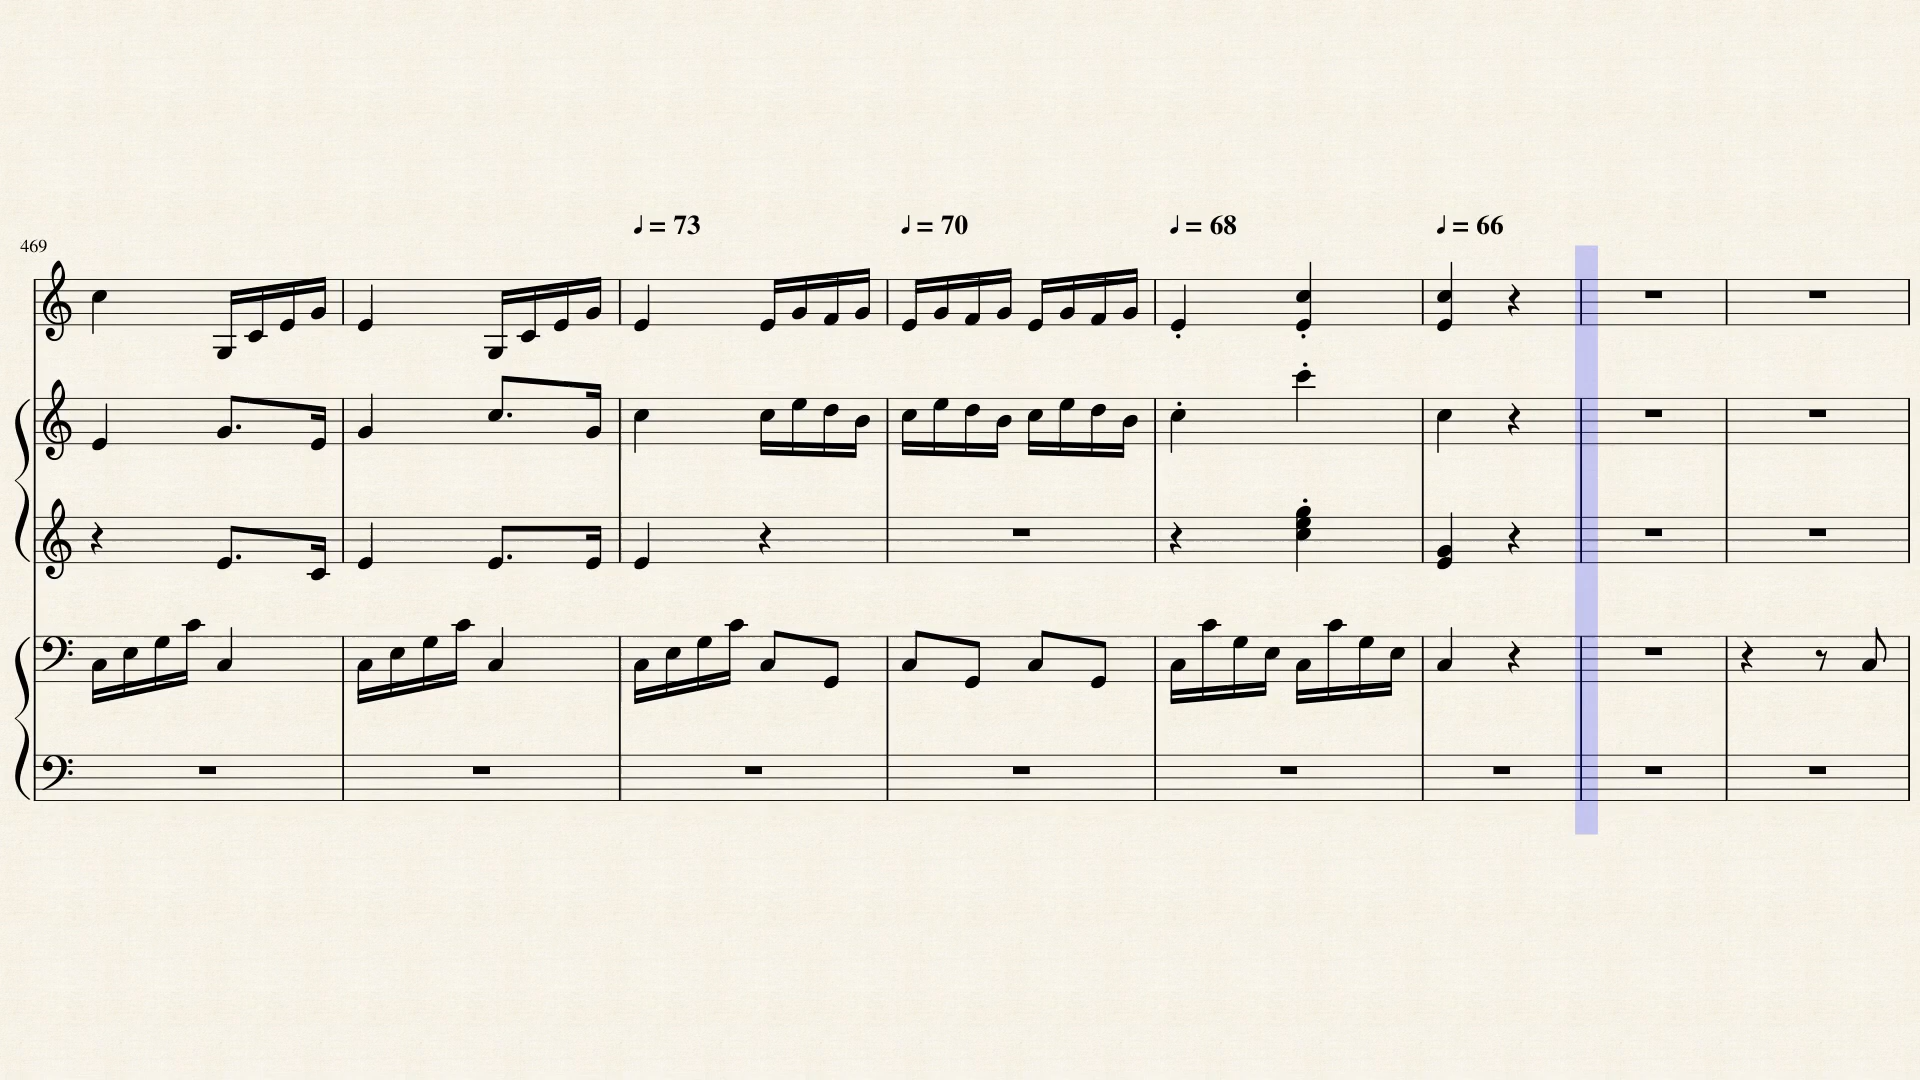 ♩ = 73 ♩ = 70 ♩ = 68 ♩ = 66
469